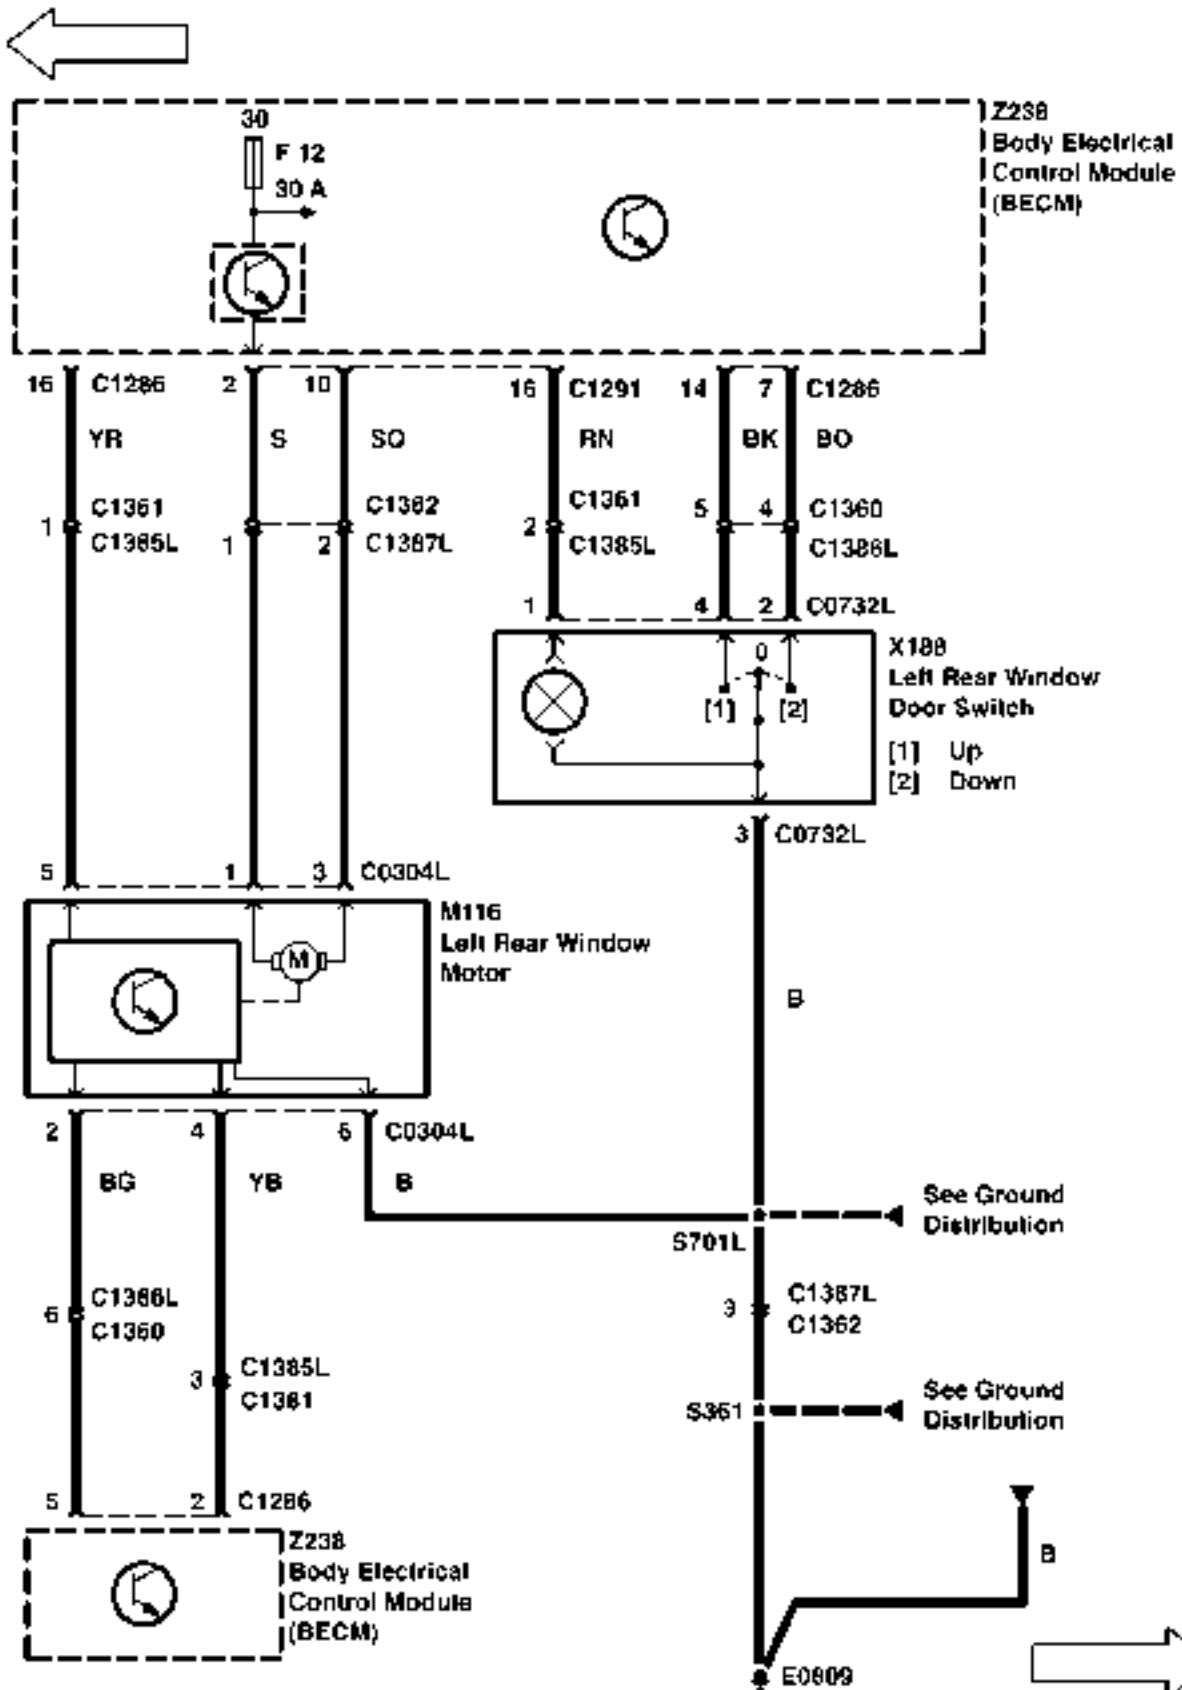 Z238
Body Electrical
Control Module
(BECM)
30
F 12
30 A
16 C1286 2 10 16 C1291 14 7 C1286
YR S SO RN BK BO
1 C1361 C1362 2 C1361 5 4 C1360
C1385L 1 2 C1387L C1385L C1386L
1 4 2 C0732L
X188
Left Rear Window
Door Switch
0
[1] [2]
[1] Up
[2] Down
3 C0732L
5 1 3 C0304L
M116
Left Rear Window
Motor
M
B
2 4 6 C0304L
BG YB B
See Ground
Distribution
S701L
6 C1386L
C1360
9 C1387L
C1362
3 C1385L
C1361
S361
See Ground
Distribution
5 2 C1286
Z238
Body Electrical
Control Module
(BECM)
B
E0809